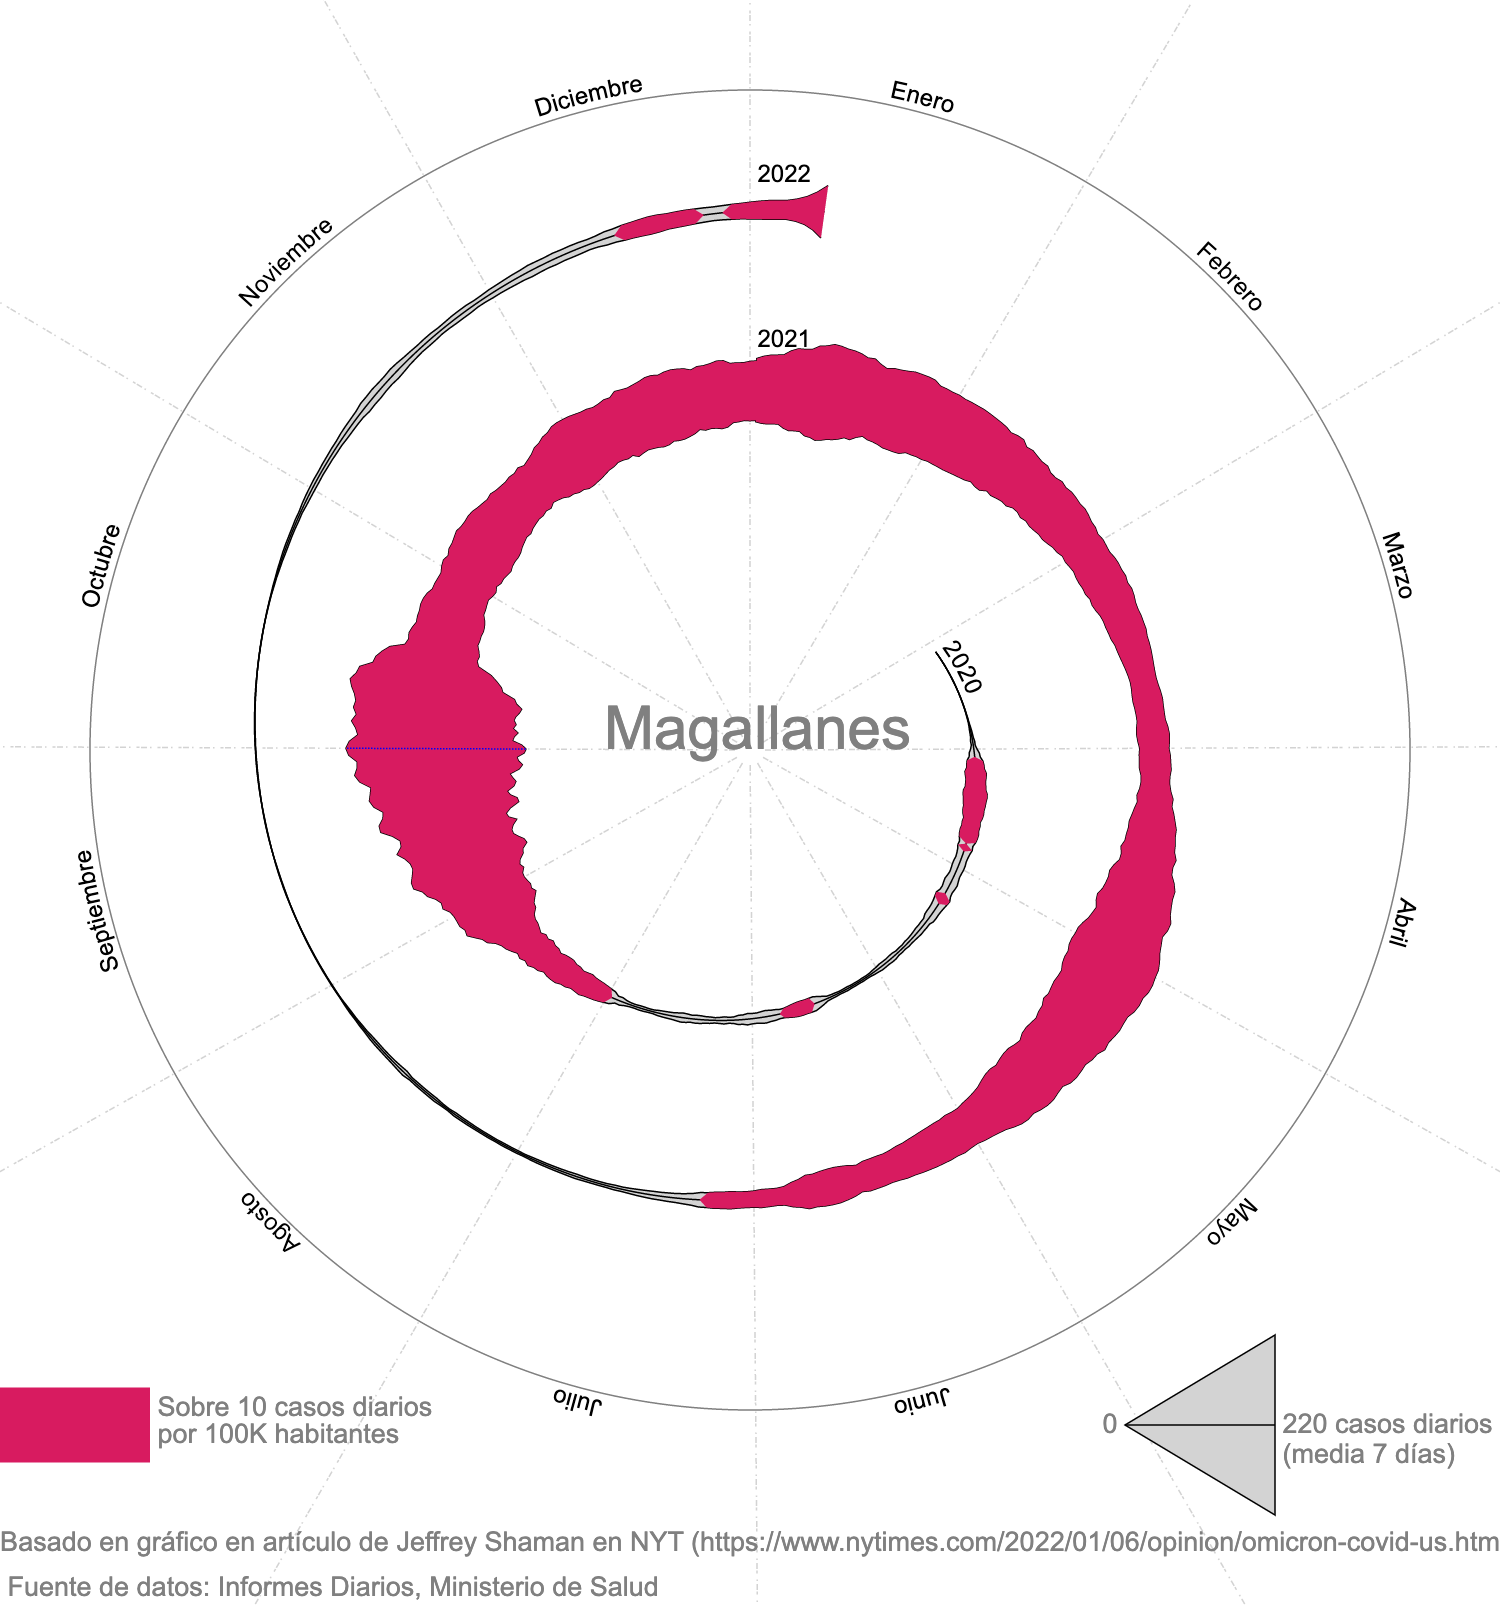 Diciembre
Enero
2022
Noviembre
Febrero
2021
Octubre
Marzo
2020
Magallanes
Septiembre
Abril
Agosto
Mayo
Julio
Junio
Sobre 10 casos diarios
por 100K habitantes
0
220 casos diarios
(media 7 días)
Basado en gráfico en artículo de Jeffrey Shaman en NYT (https://www.nytimes.com/2022/01/06/opinion/omicron-covid-us.htm
Fuente de datos: Informes Diarios, Ministerio de Salud